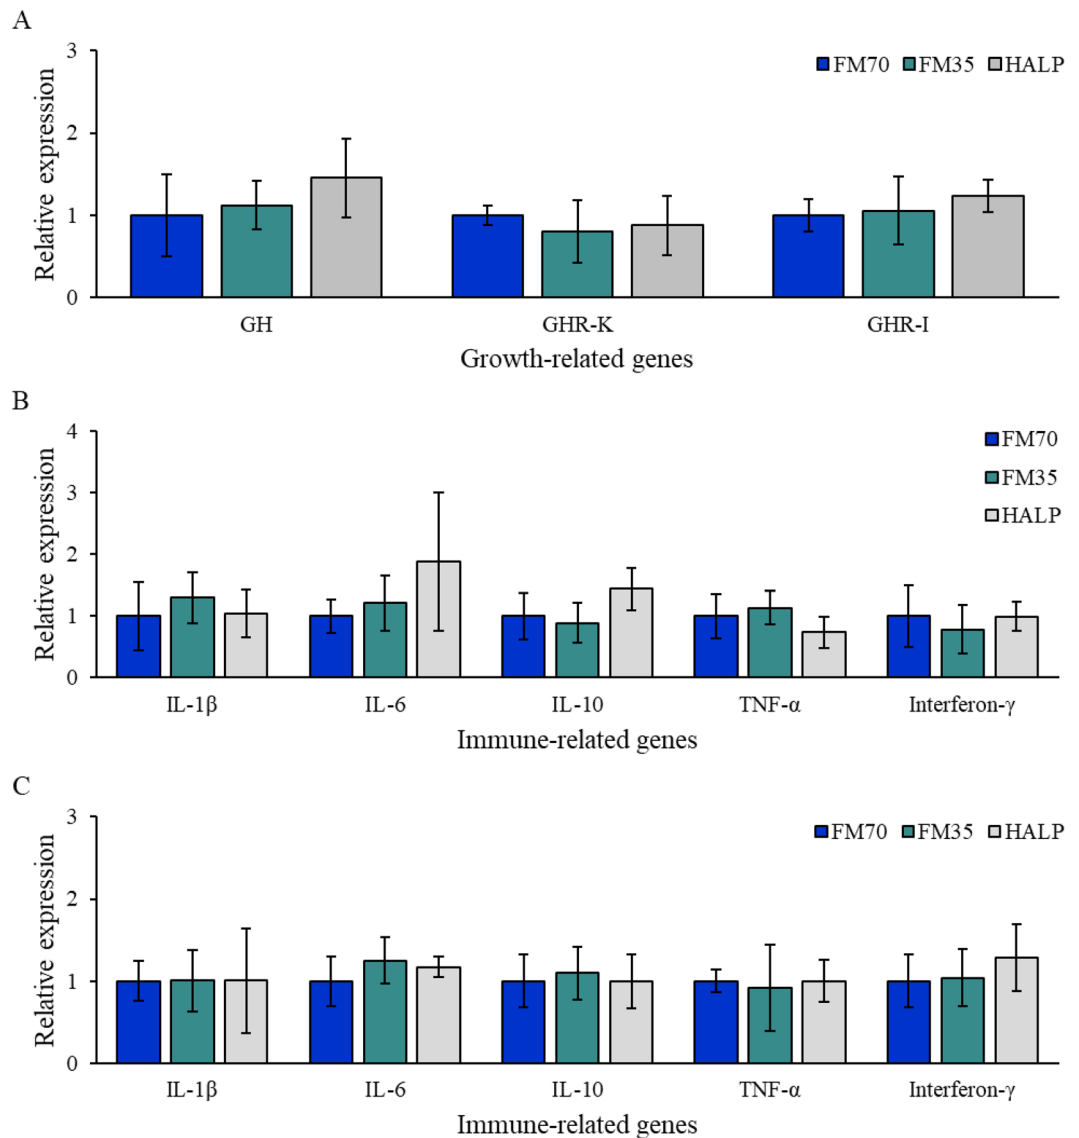 A
3
2
1
0
Relative expression
FM70 FM35 HALP
GH GHR-K GHR-I
Growth-related genes
B
4
3
2
1
0
Relative expression
FM70
FM35
HALP
IL-1β IL-6 IL-10 TNF-α Interferon-γ
Immune-related genes
C
3
2
1
0
Relative expression
FM70 FM35 HALP
IL-1β IL-6 IL-10 TNF-α Interferon-γ
Immune-related genes